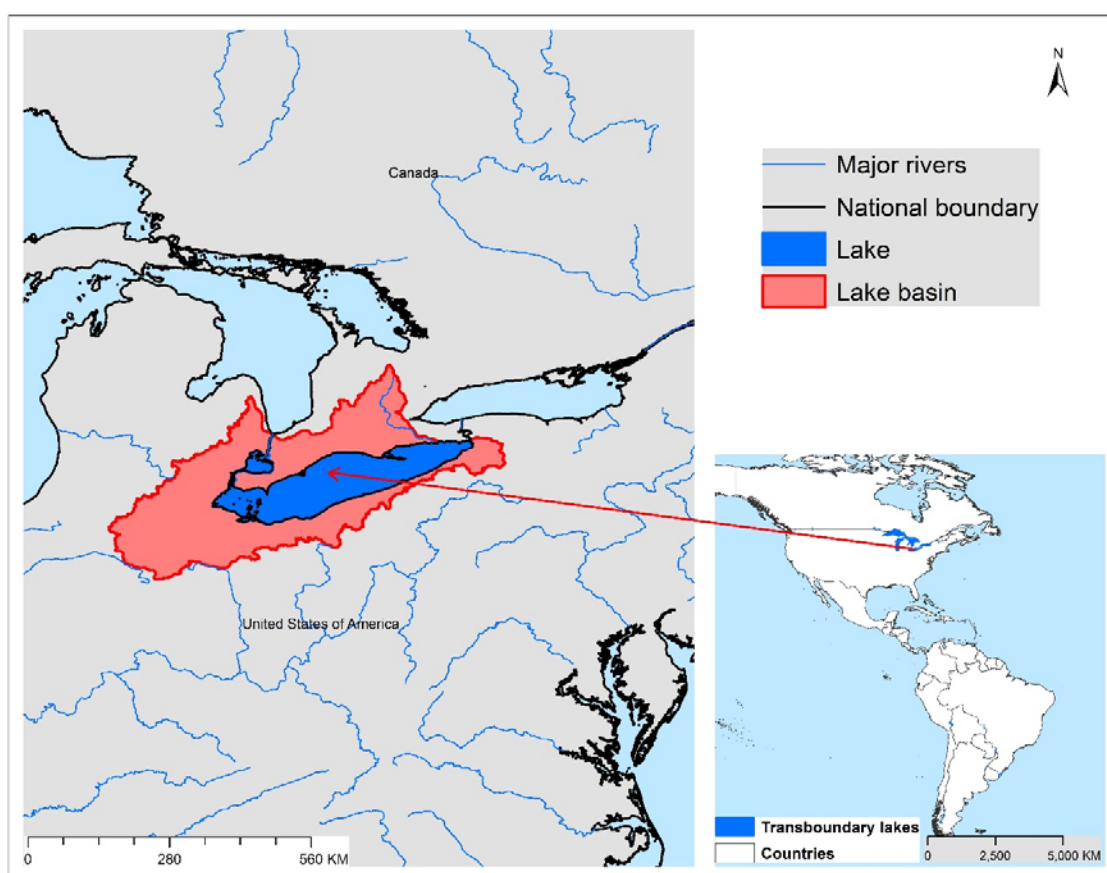 N
Canada
Major rivers
National boundary
Lake
Lake basin
United States of America
Transboundary lakes
Countries
0 280 560 KM
0 2,500 5,000 KM